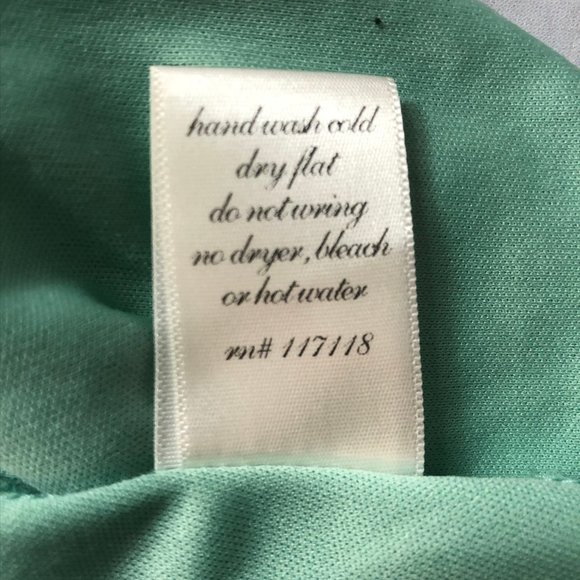 hand wash cold
dry flat
do not wring
no dryer, bleach
or hot water
rn# 117118